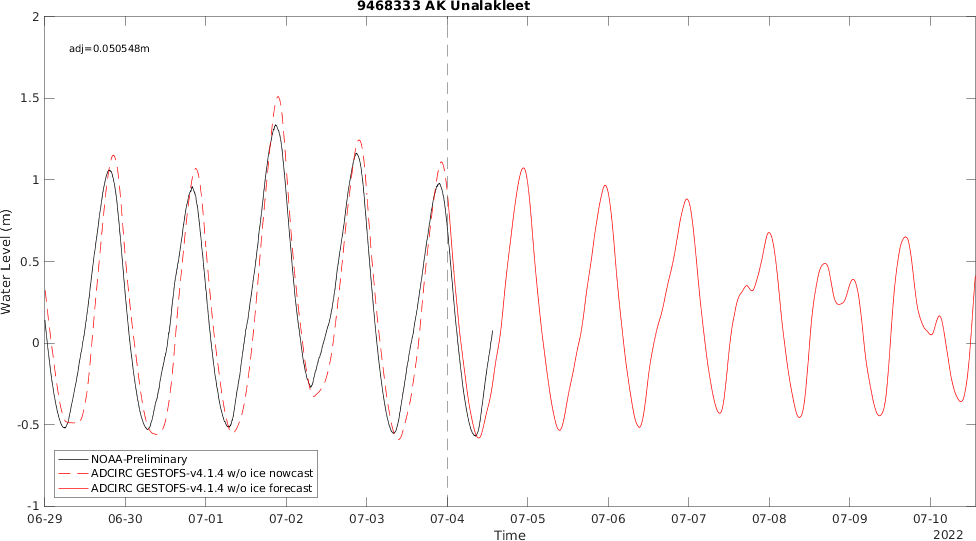 9468333 AK Unalakleet
adj=0.050548m
2
1.5
1
0.5
0
-0.5
-1
Water Level (m)
NOAA-Preliminary
ADCIRC GESTOFS-v4.1.4 w/o ice nowcast
ADCIRC GESTOFS-v4.1.4 w/o ice forecast
06-29 06-30 07-01 07-02 07-03 07-04 07-05 07-06 07-07 07-08 07-09 07-10
Time
2022